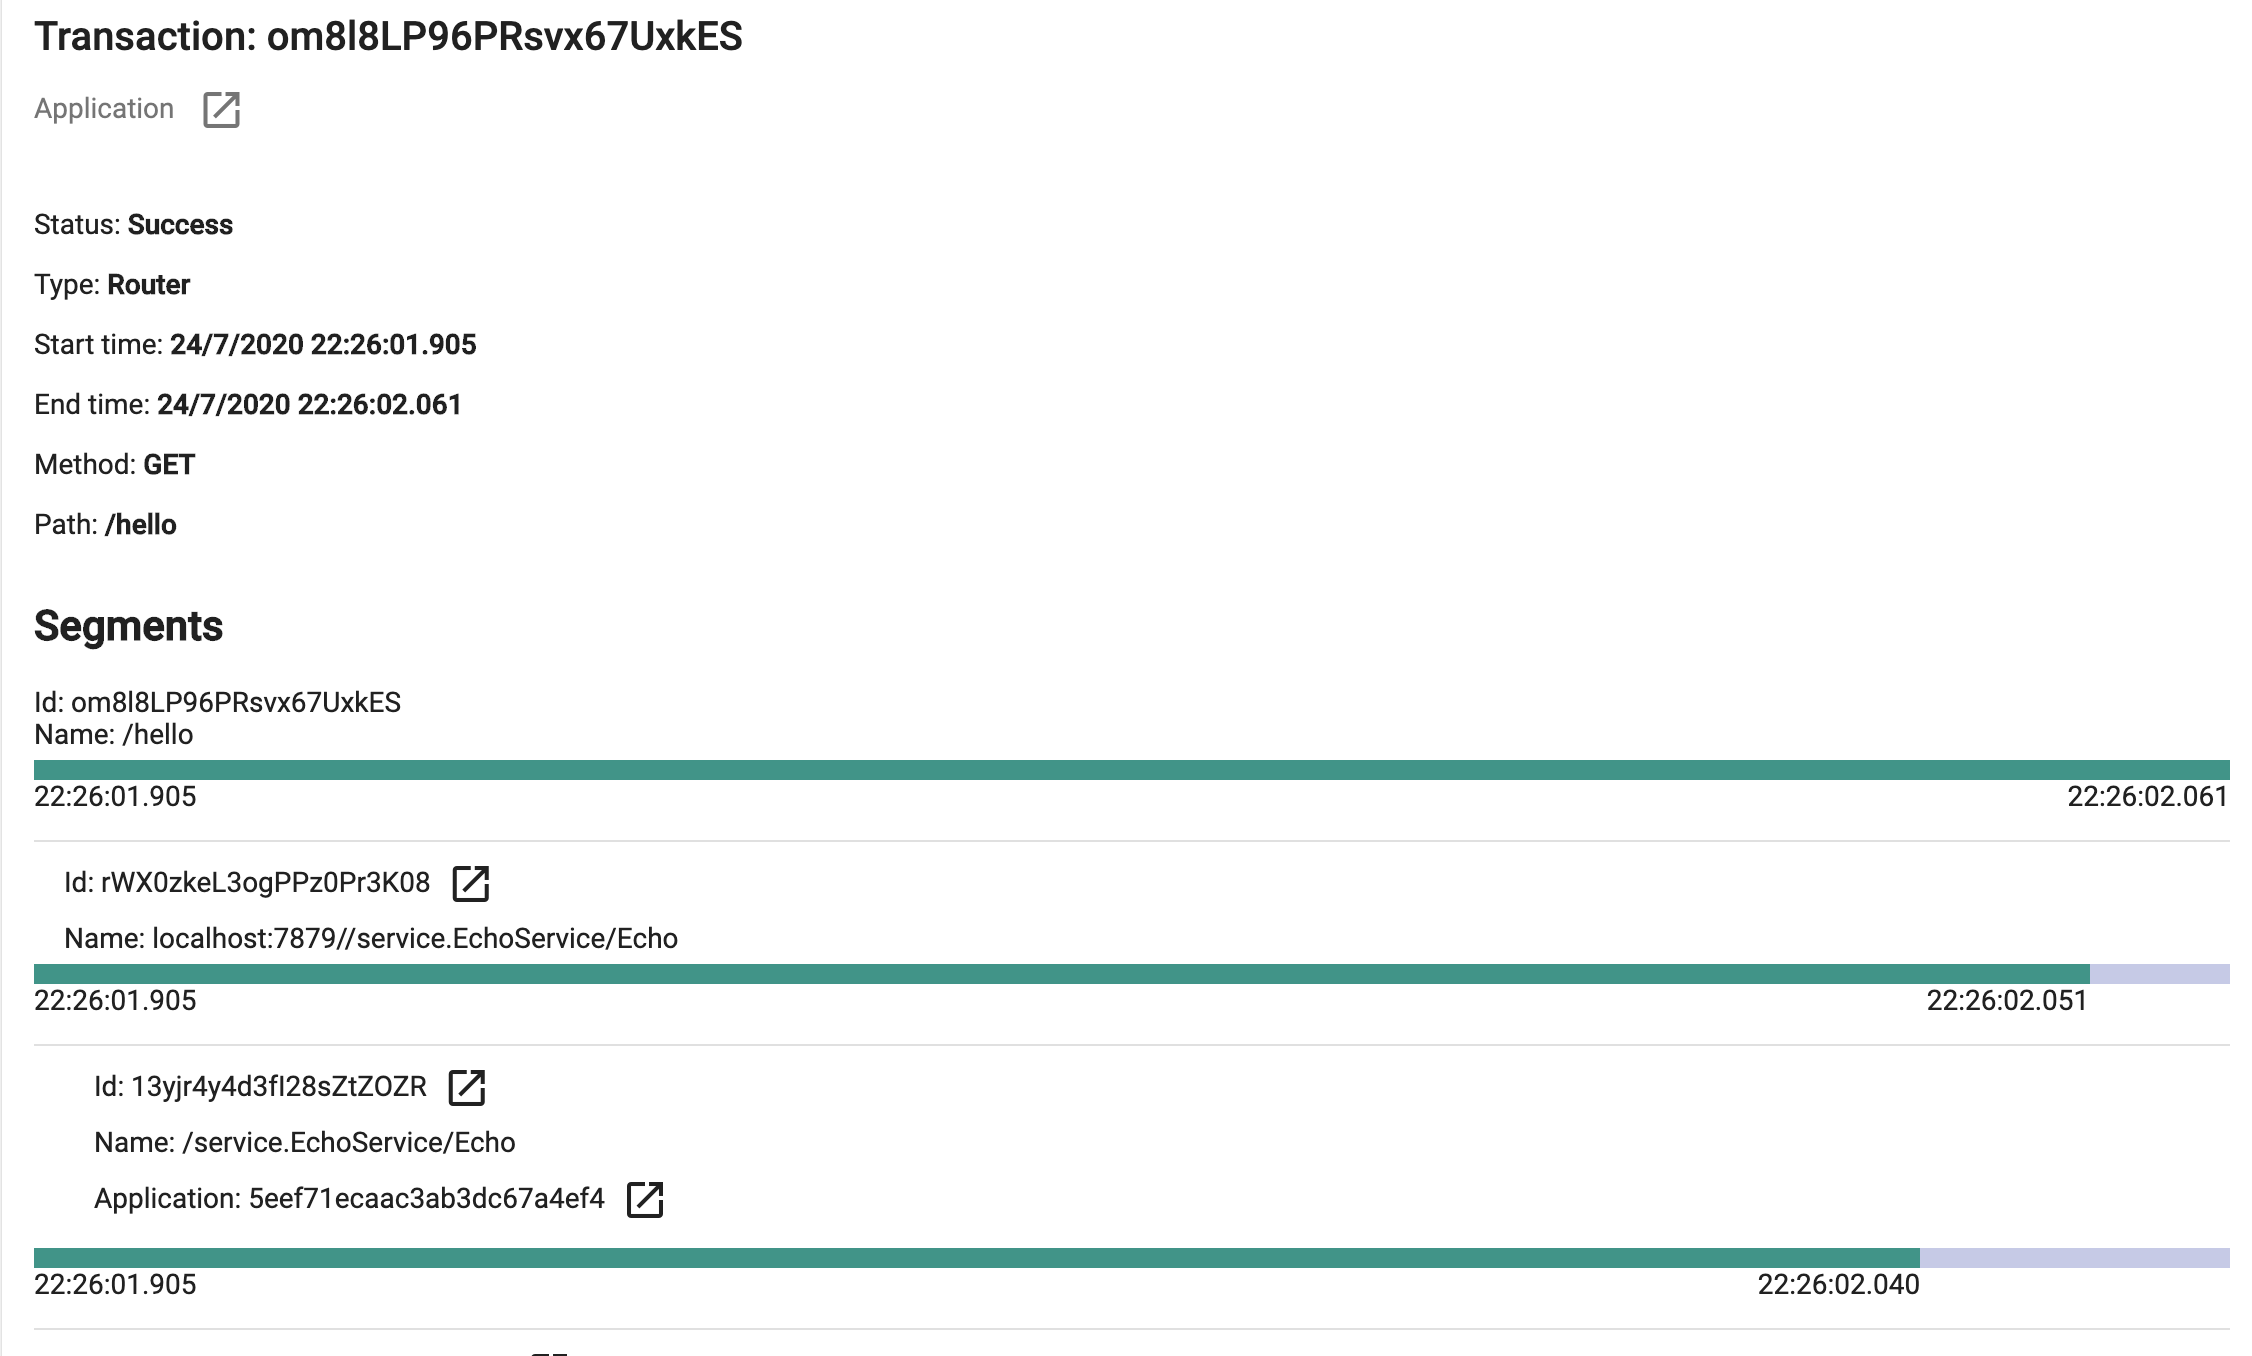 Transaction: om8l8LP96PRsvx67UxkES
Application
Status: Success
Type: Router
Start time: 24/7/2020 22:26:01.905
End time: 24/7/2020 22:26:02.061
Method: GET
Path: /hello
Segments
Id: om8l8LP96PRsvx67UxkES
Name: /hello
22:26:01.905 22:26:02.061
Id: rWX0zkeL3ogPPz0Pr3K08
Name: localhost:7879//service.EchoService/Echo
22:26:01.905 22:26:02.051
Id: 13yjr4y4d3fI28sZtZOZR
Name: /service.EchoService/Echo
Application: 5eef71ecaac3ab3dc67a4ef4
22:26:01.905 22:26:02.040